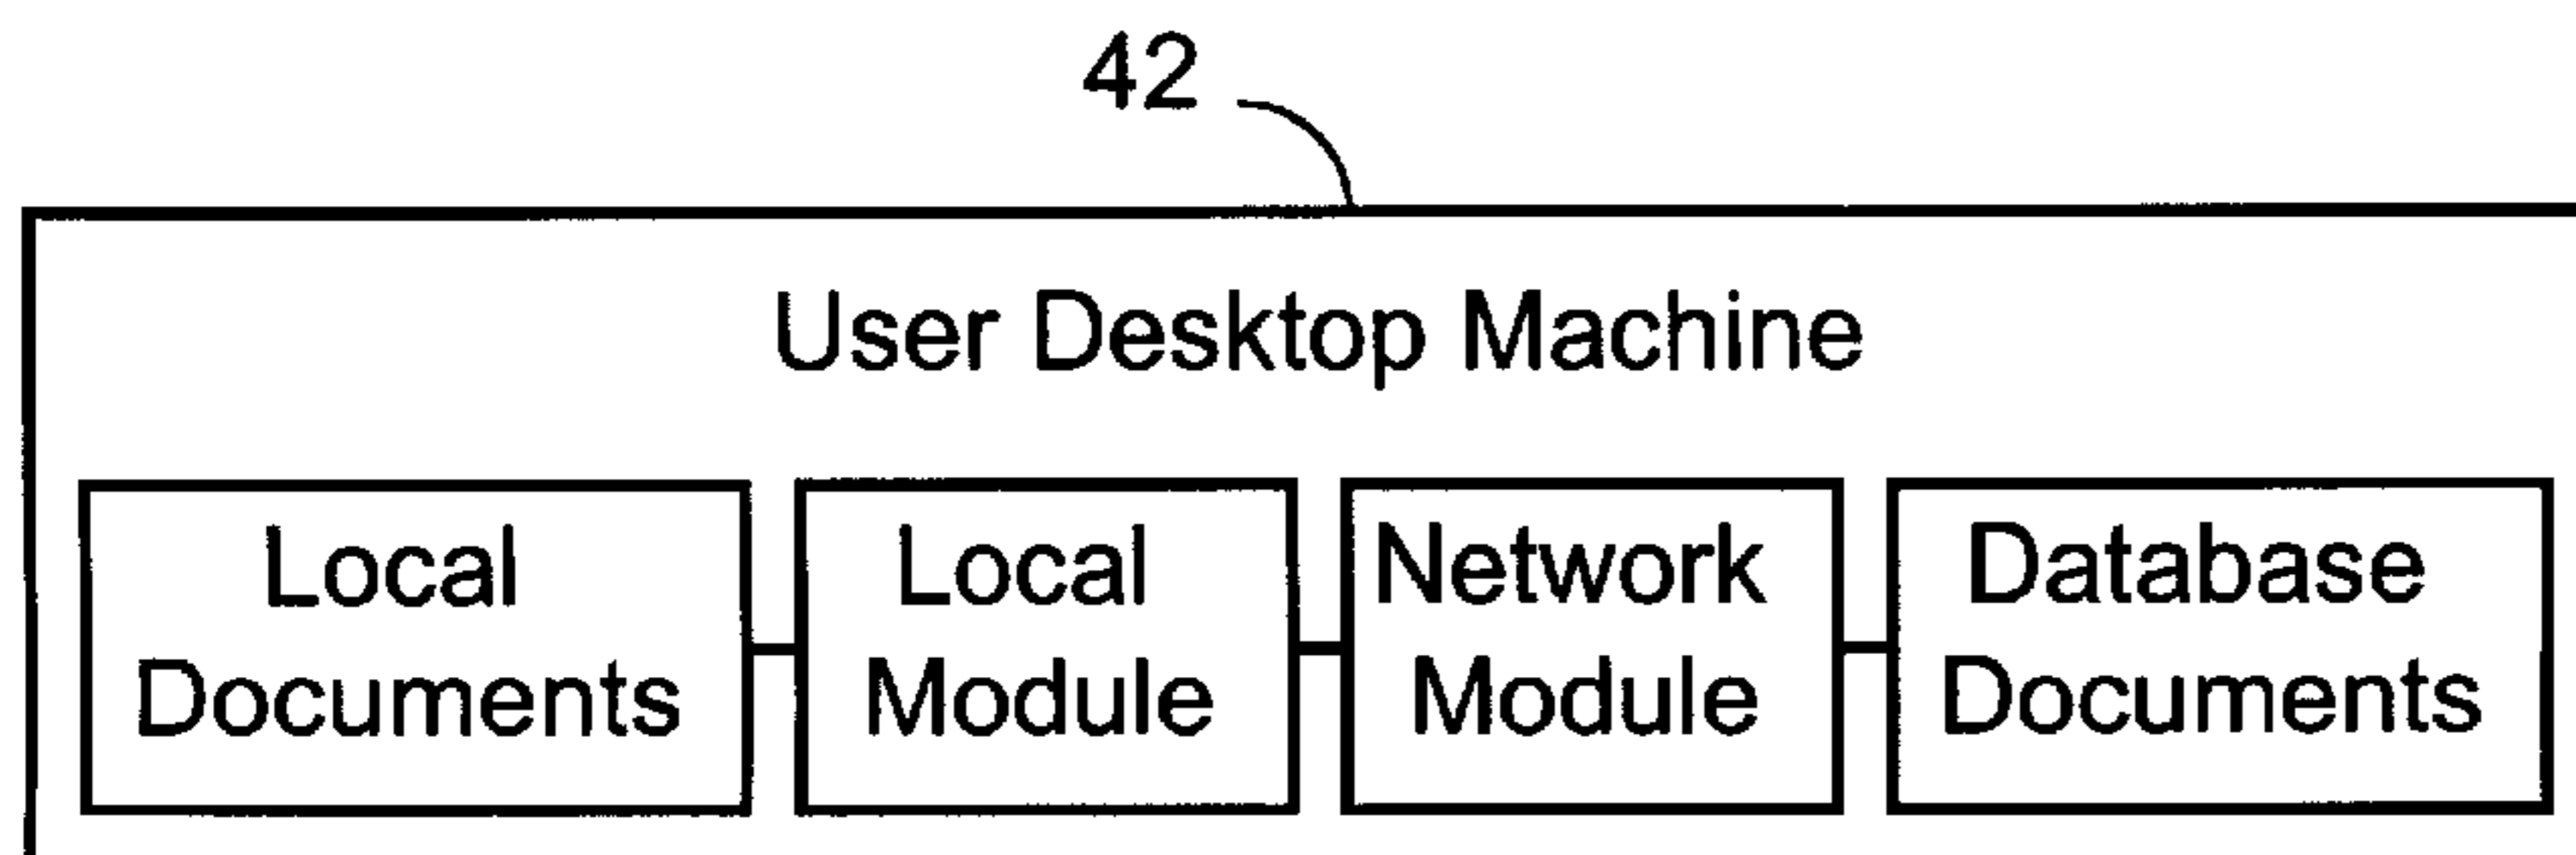 42
User Desktop Machine
Local
Documents
Local
Module
Network
Module
Database
Documents